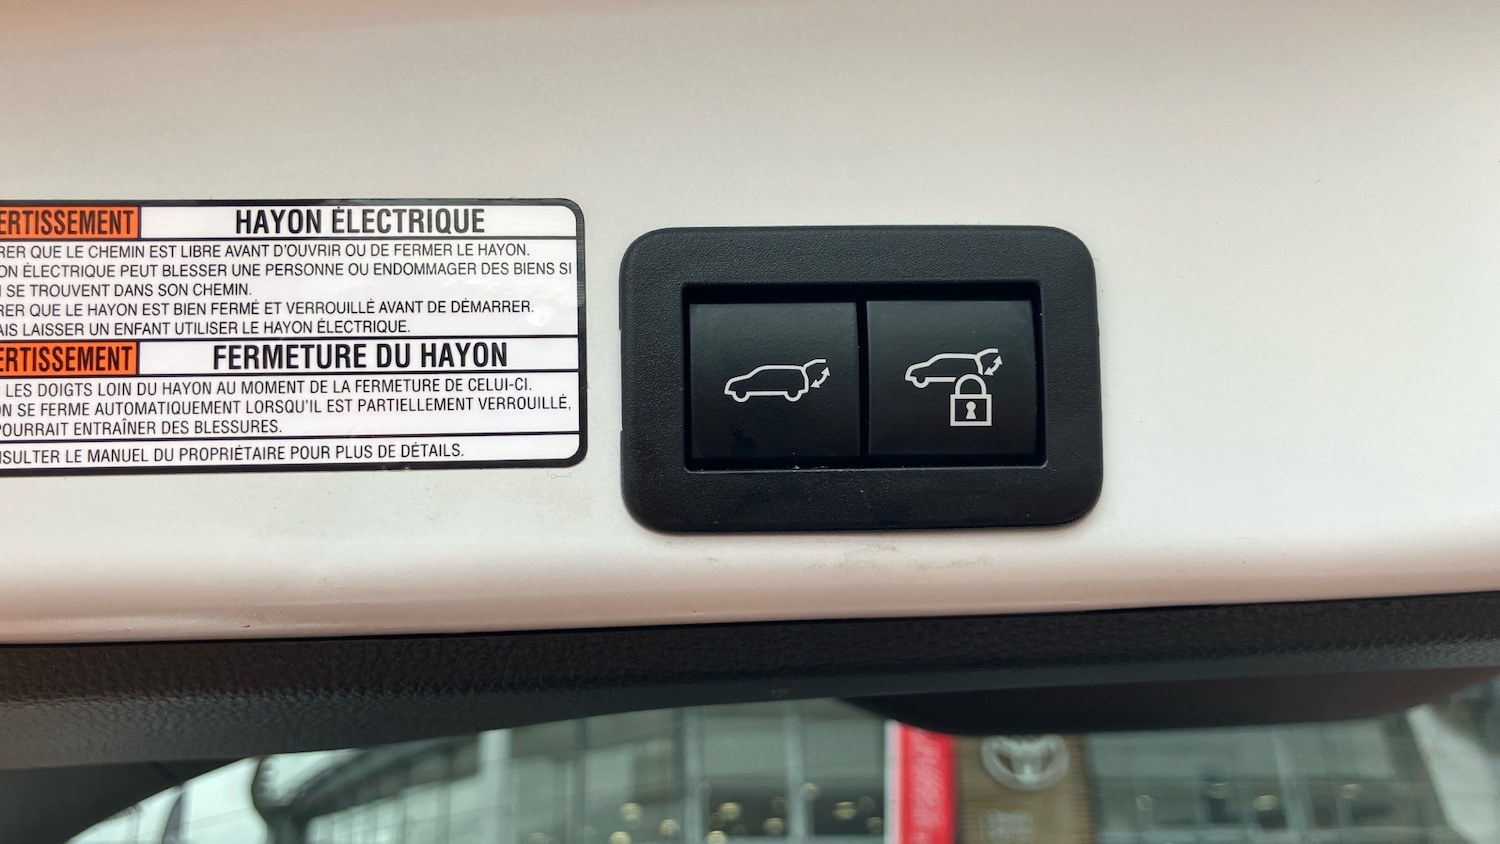 ERTISSEMENT HAYON ÉLECTRIQUE
RER QUE LE CHEMIN EST LIBRE AVANT D'OUVRIR OU DE FERMER LE HAYON.
ON ÉLECTRIQUE PEUT BLESSER UNE PERSONNE OU ENDOMMAGER DES BIENS SI
SE TROUVENT DANS SON CHEMIN.
RER QUE LE HAYON EST BIEN FERMÉ ET VERROUILLÉ AVANT DE DÉMARRER.
AIS LAISSER UN ENFANT UTILISER LE HAYON ÉLECTRIQUE.
ERTISSEMENT FERMETURE DU HAYON
LES DOIGTS LOIN DU HAYON AU MOMENT DE LA FERMETURE DE CELUI-CI.
N SE FERME AUTOMATIQUEMENT LORSQU'IL EST PARTIELLEMENT VERROUILLÉ,
POURRAIT ENTRAÎNER DES BLESSURES.
NSULTER LE MANUEL DU PROPRIÉTAIRE POUR PLUS DE DÉTAILS.